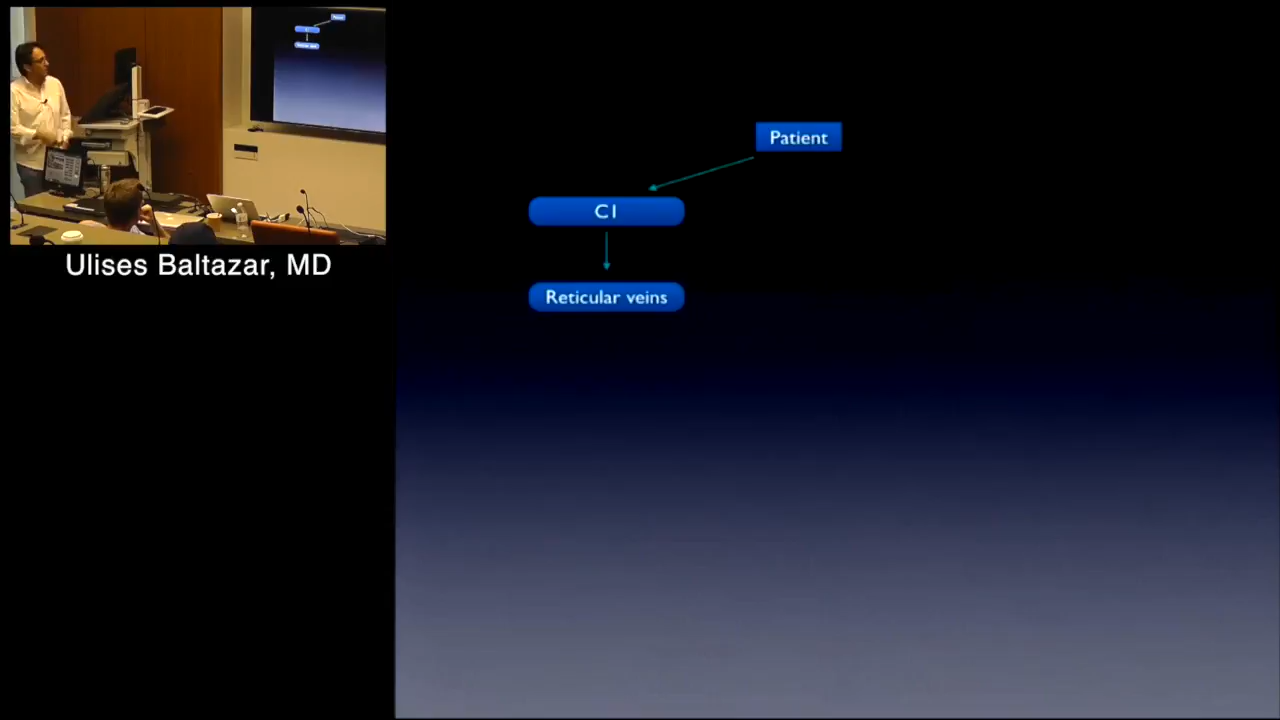 Patient
C1
Reticular veins
Ulises Baltazar, MD